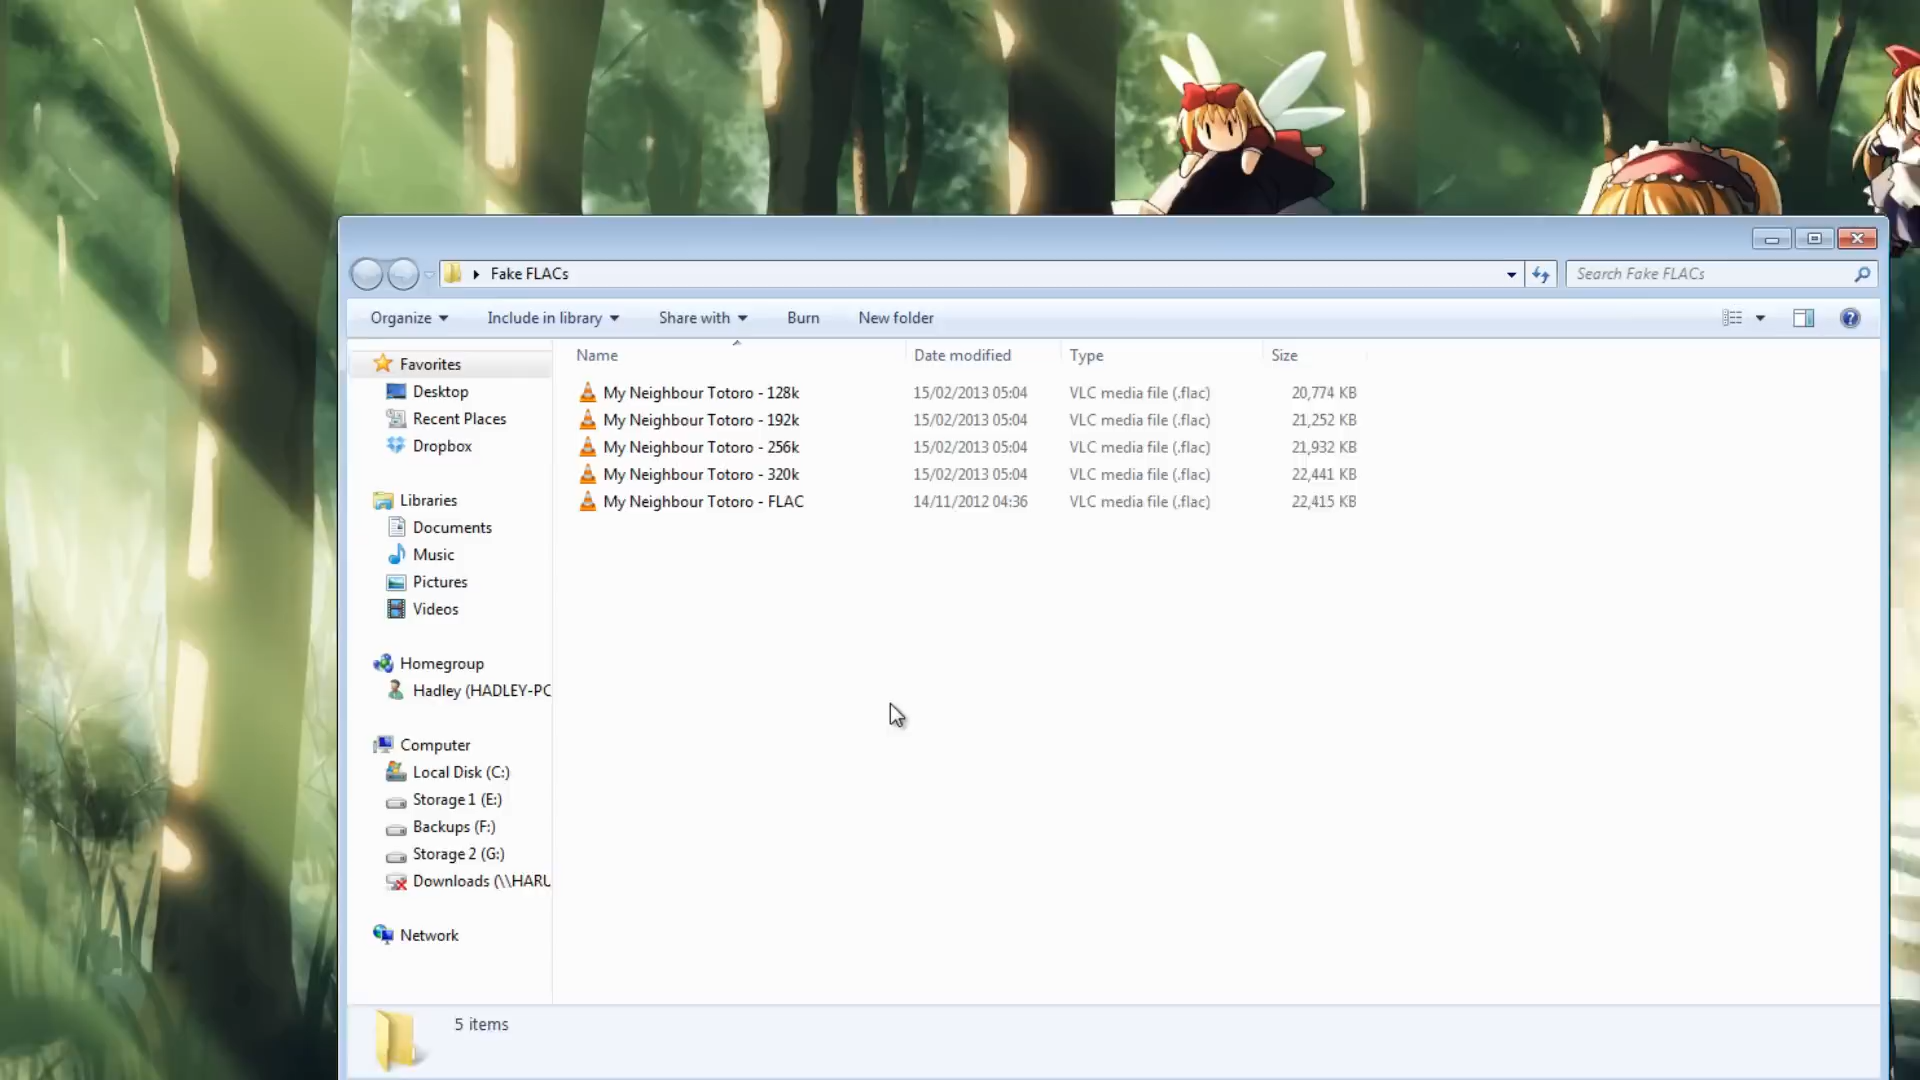 Fake FLACs
Search Fake FLACs
Organize Include in library Share with Burn New folder
Name Date modified Type Size
My Neighbour Totoro - 128k 15/02/2013 05:04 VLC media file (.flac) 20,774 KB
My Neighbour Totoro - 192k 15/02/2013 05:04 VLC media file (.flac) 21,252 KB
My Neighbour Totoro - 256k 15/02/2013 05:04 VLC media file (.flac) 21,932 KB
My Neighbour Totoro - 320k 15/02/2013 05:04 VLC media file (.flac) 22,441 KB
My Neighbour Totoro - FLAC 14/11/2012 04:36 VLC media file (.flac) 22,415 KB
Favorites
Desktop
Recent Places
Dropbox
Libraries
Documents
Music
Pictures
Videos
Homegroup
Hadley (HADLEY-PC
Computer
Local Disk (C:)
Storage 1 (E:)
Backups (F:)
Storage 2 (G:)
Downloads (\\HARU
Network
5 items